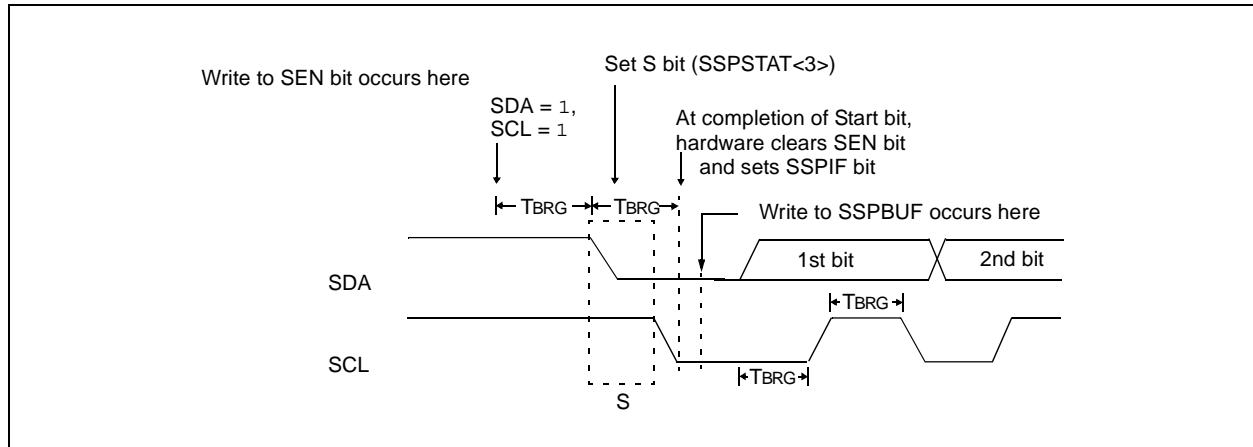 Write to SEN bit occurs here
Set S bit (SSPSTAT<3>)
SDA = 1,
SCL = 1
At completion of Start bit,
hardware clears SEN bit
and sets SSPIF bit
TBRG
TBRG
Write to SSPBUF occurs here
SDA
1st bit
2nd bit
TBRG
SCL
TBRG
S